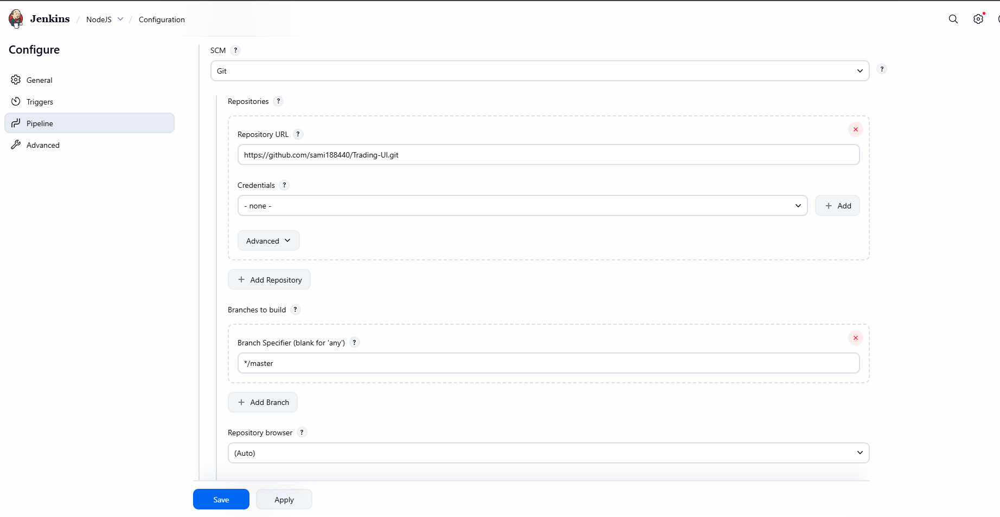 Jenkins / NodeJS / Configuration
Configure
General
Triggers
Pipeline
Advanced
SCM ?
Git
?
Repositories ?
Repository URL ?
https://github.com/sami188440/Trading-UI.git
Credentials ?
- none -
+ Add
Advanced
+ Add Repository
Branches to build ?
Branch Specifier (blank for 'any') ?
*/master
+ Add Branch
Repository browser ?
(Auto)
Save
Apply